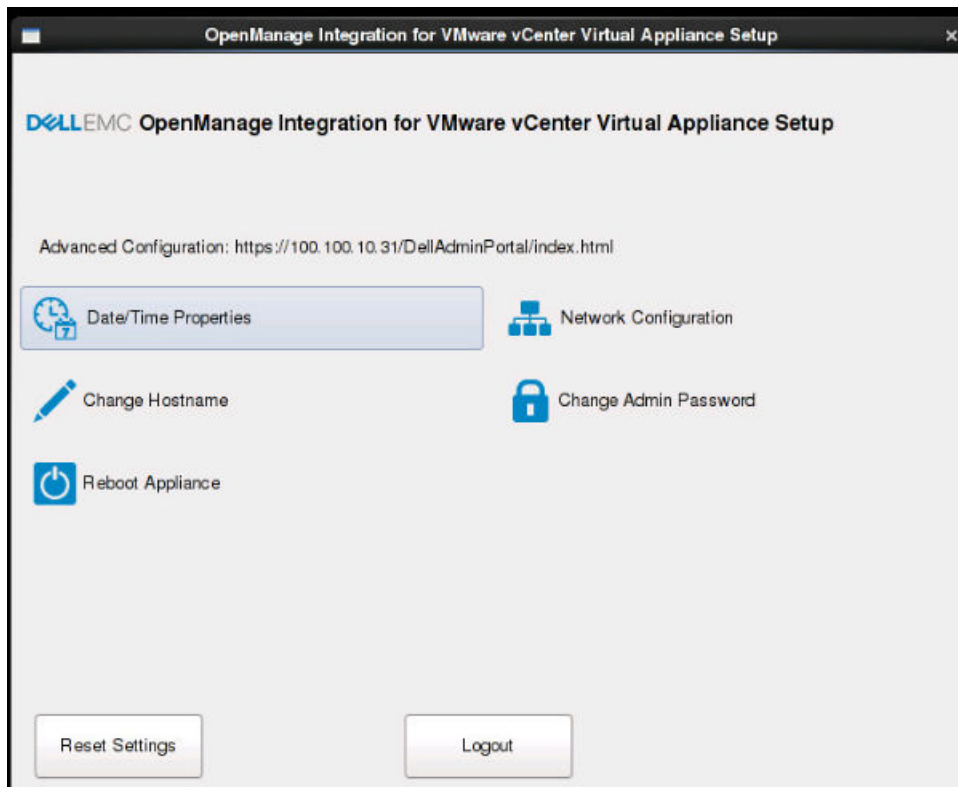 OpenManage Integration for VMware vCenter Virtual Appliance Setup
DELLEMC OpenManage Integration for VMware vCenter Virtual Appliance Setup
Advanced Configuration: https://100.100.10.31/DellAdminPortal/index.html
7 Date/Time Properties
Network Configuration
Change Hostname
Change Admin Password
Reboot Appliance
Reset Settings
Logout